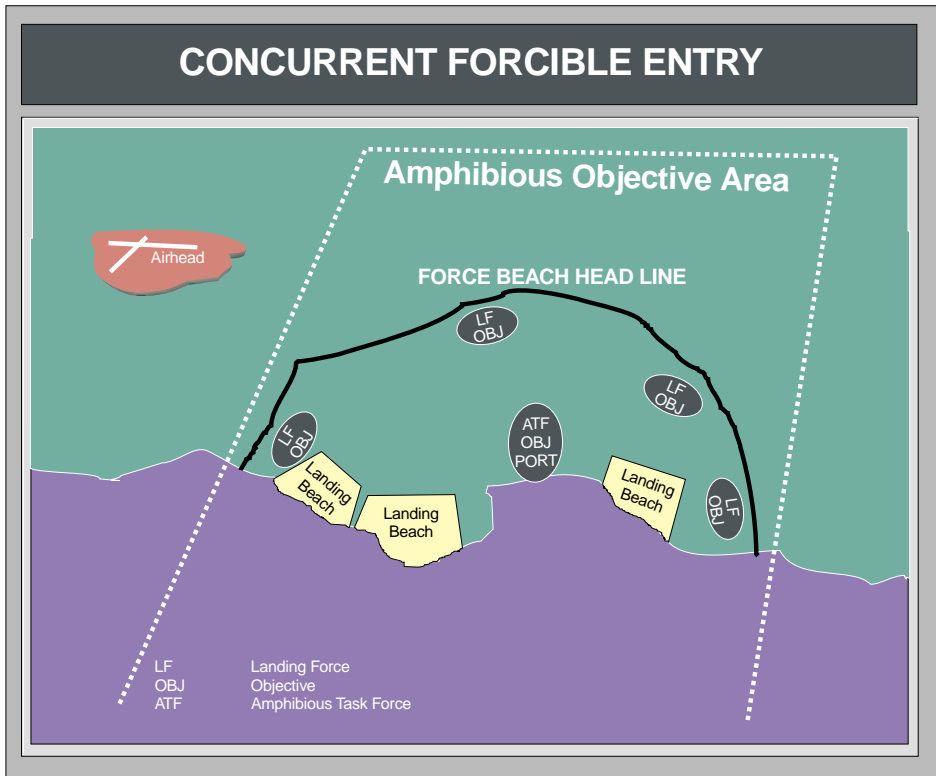 CONCURRENT FORCIBLE ENTRY
Amphibious Objective Area
Airhead
FORCE BEACH HEAD LINE
LF
OBJ
LF
OBJ
ATF
OBJ
PORT
LF
OBJ
Landing
Beach
Landing
Beach
Landing
Beach
LF
OBJ
LF Landing Force
OBJ Objective
ATF Amphibious Task Force